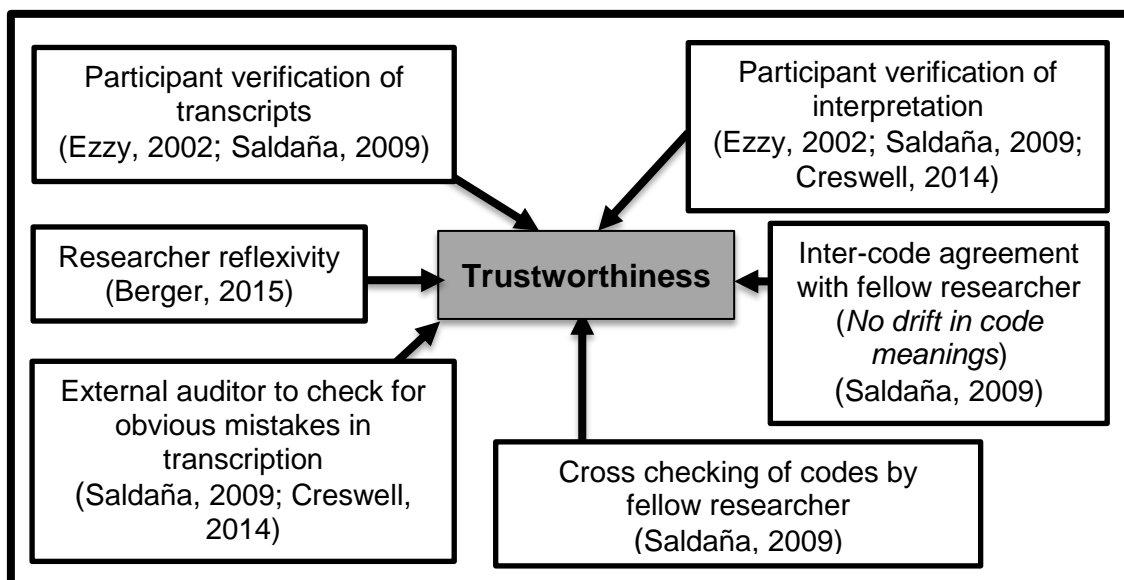 Participant verification of
transcripts
(Ezzy, 2002; Saldaña, 2009)
Participant verification of
interpretation
(Ezzy, 2002; Saldaña, 2009;
Creswell, 2014)
Researcher reflexivity
(Berger, 2015)
Trustworthiness
Inter-code agreement
with fellow researcher
(No drift in code
meanings)
(Saldaña, 2009)
External auditor to check for
obvious mistakes in
transcription
(Saldaña, 2009; Creswell,
2014)
Cross checking of codes by
fellow researcher
(Saldaña, 2009)